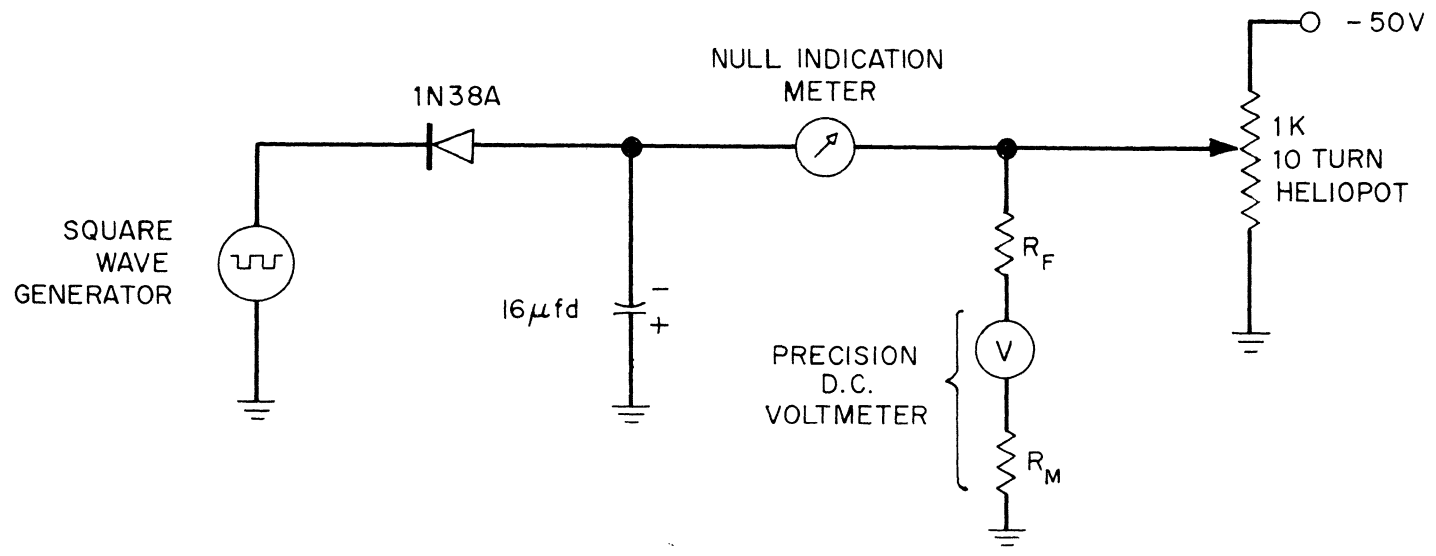 - 50V
NULL INDICATION
METER
1N38A
1K
10 TURN
HELIOPOT
SQUARE
WAVE
GENERATOR
R_F
16μfd
−
+
V
PRECISION
D.C.
VOLTMETER
R_M